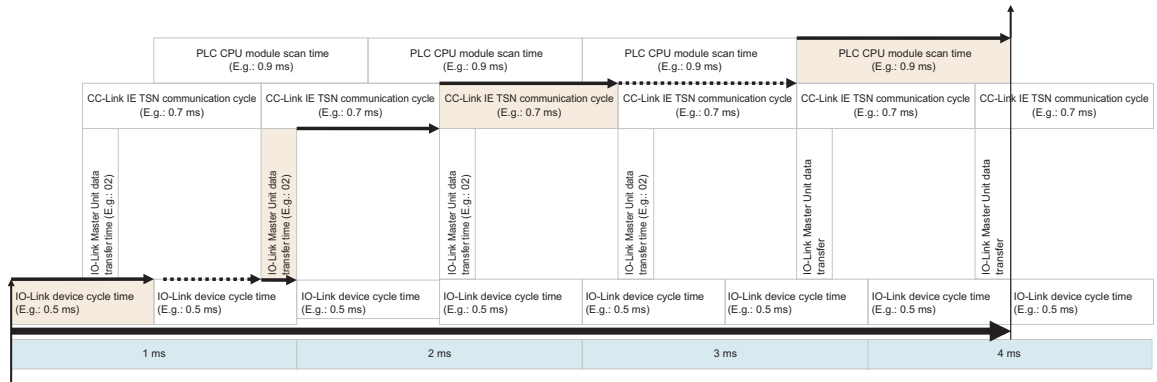 PLC CPU module scan time
(E.g.: 0.9 ms)
PLC CPU module scan time
(E.g.: 0.9 ms)
PLC CPU module scan time
(E.g.: 0.9 ms)
PLC CPU module scan time
(E.g.: 0.9 ms)
CC-Link IE TSN communication cycle
(E.g.: 0.7 ms)
CC-Link IE TSN communication cycle
(E.g.: 0.7 ms)
CC-Link IE TSN communication cycle
(E.g.: 0.7 ms)
CC-Link IE TSN communication cycle
(E.g.: 0.7 ms)
CC-Link IE TSN communication cycle
(E.g.: 0.7 ms)
CC-Link IE TSN communication cycle
(E.g.: 0.7 ms)
IO-Link Master Unit data
transfer time (E.g.: 02)
IO-Link Master Unit data
transfer time (E.g.: 02)
IO-Link Master Unit data
transfer time (E.g.: 02)
IO-Link Master Unit data
transfer time (E.g.: 02)
IO-Link Master Unit data
transfer
IO-Link Master Unit data
transfer
IO-Link device cycle time
(E.g.: 0.5 ms)
IO-Link device cycle time
(E.g.: 0.5 ms)
IO-Link device cycle time
(E.g.: 0.5 ms)
IO-Link device cycle time
(E.g.: 0.5 ms)
IO-Link device cycle time
(E.g.: 0.5 ms)
IO-Link device cycle time
(E.g.: 0.5 ms)
IO-Link device cycle time
(E.g.: 0.5 ms)
IO-Link device cycle time
(E.g.: 0.5 ms)
1 ms
2 ms
3 ms
4 ms